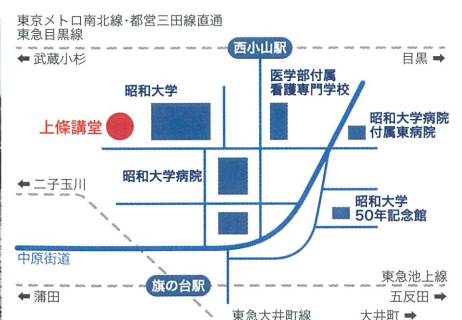 東京メトロ南北線・都営三田線直通
東急目黒線
西小山駅
← 武蔵小杉
目黒 →
昭和大学
医学部付属
看護専門学校
上條講堂
昭和大学病院
付属東病院
昭和大学病院
← 二子玉川
昭和大学
50年記念館
中原街道
旗の台駅
東急池上線
← 蒲田
五反田 →
東急大井町線
大井町 →